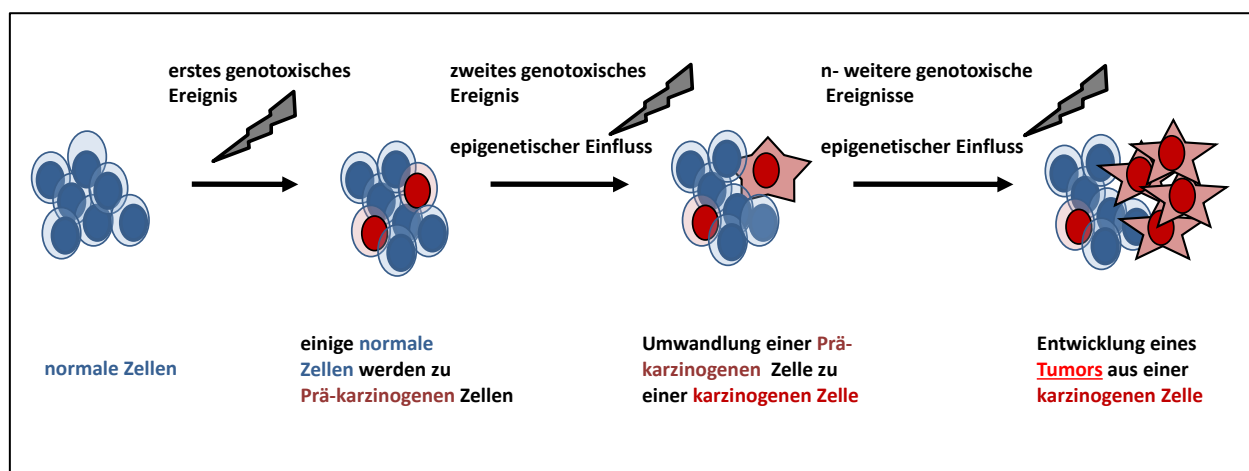 erstes genotoxisches
Ereignis
zweites genotoxisches
Ereignis
epigenetischer Einfluss
n- weitere genotoxische
Ereignisse
epigenetischer Einfluss
normale Zellen
einige normale
Zellen werden zu
Prä-karzinogenen Zellen
Umwandlung einer Prä-
karzinogenen Zelle zu
einer karzinogenen Zelle
Entwicklung eines
Tumors aus einer
karzinogenen Zelle